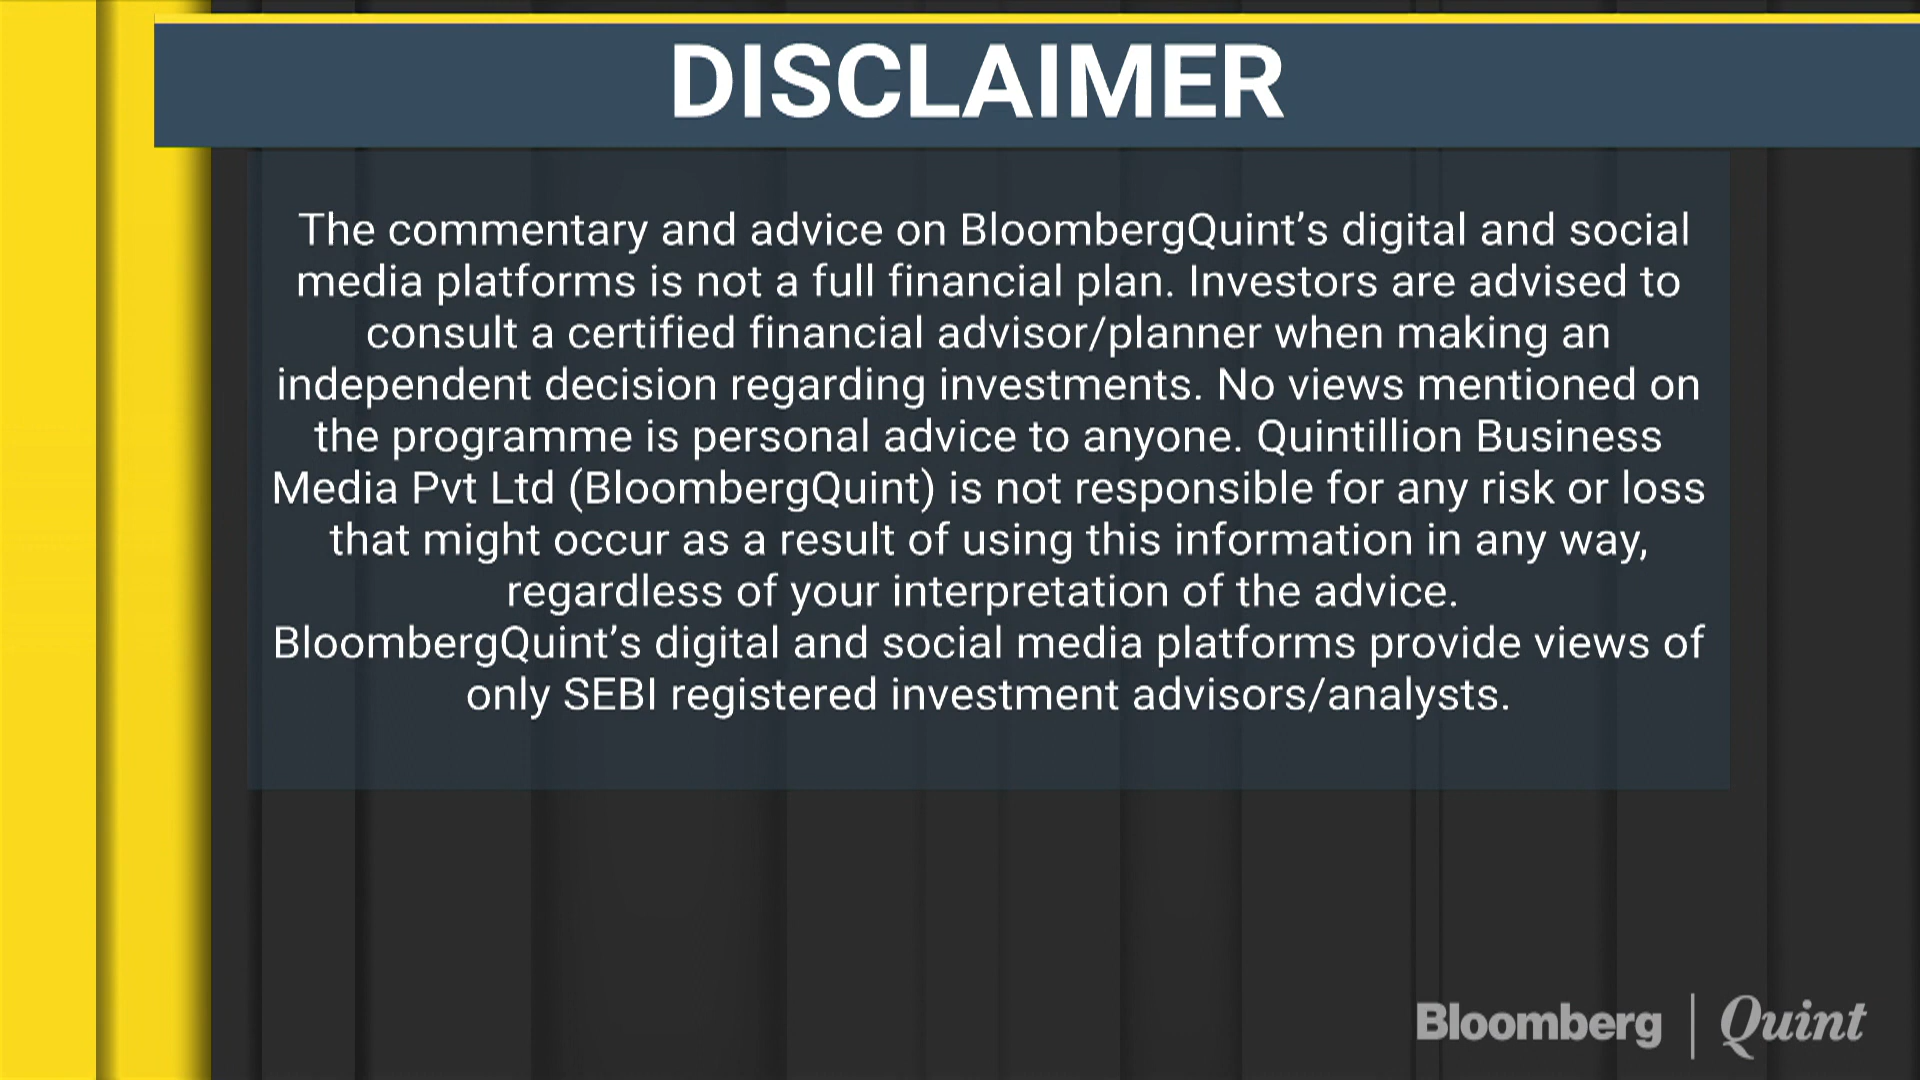 DISCLAIMER
The commentary and advice on BloombergQuint’s digital and social
media platforms is not a full financial plan. Investors are advised to
consult a certified financial advisor/planner when making an
independent decision regarding investments. No views mentioned on
the programme is personal advice to anyone. Quintillion Business
Media Pvt Ltd (BloombergQuint) is not responsible for any risk or loss
that might occur as a result of using this information in any way,
regardless of your interpretation of the advice.
BloombergQuint’s digital and social media platforms provide views of
only SEBI registered investment advisors/analysts.
Bloomberg | Quint